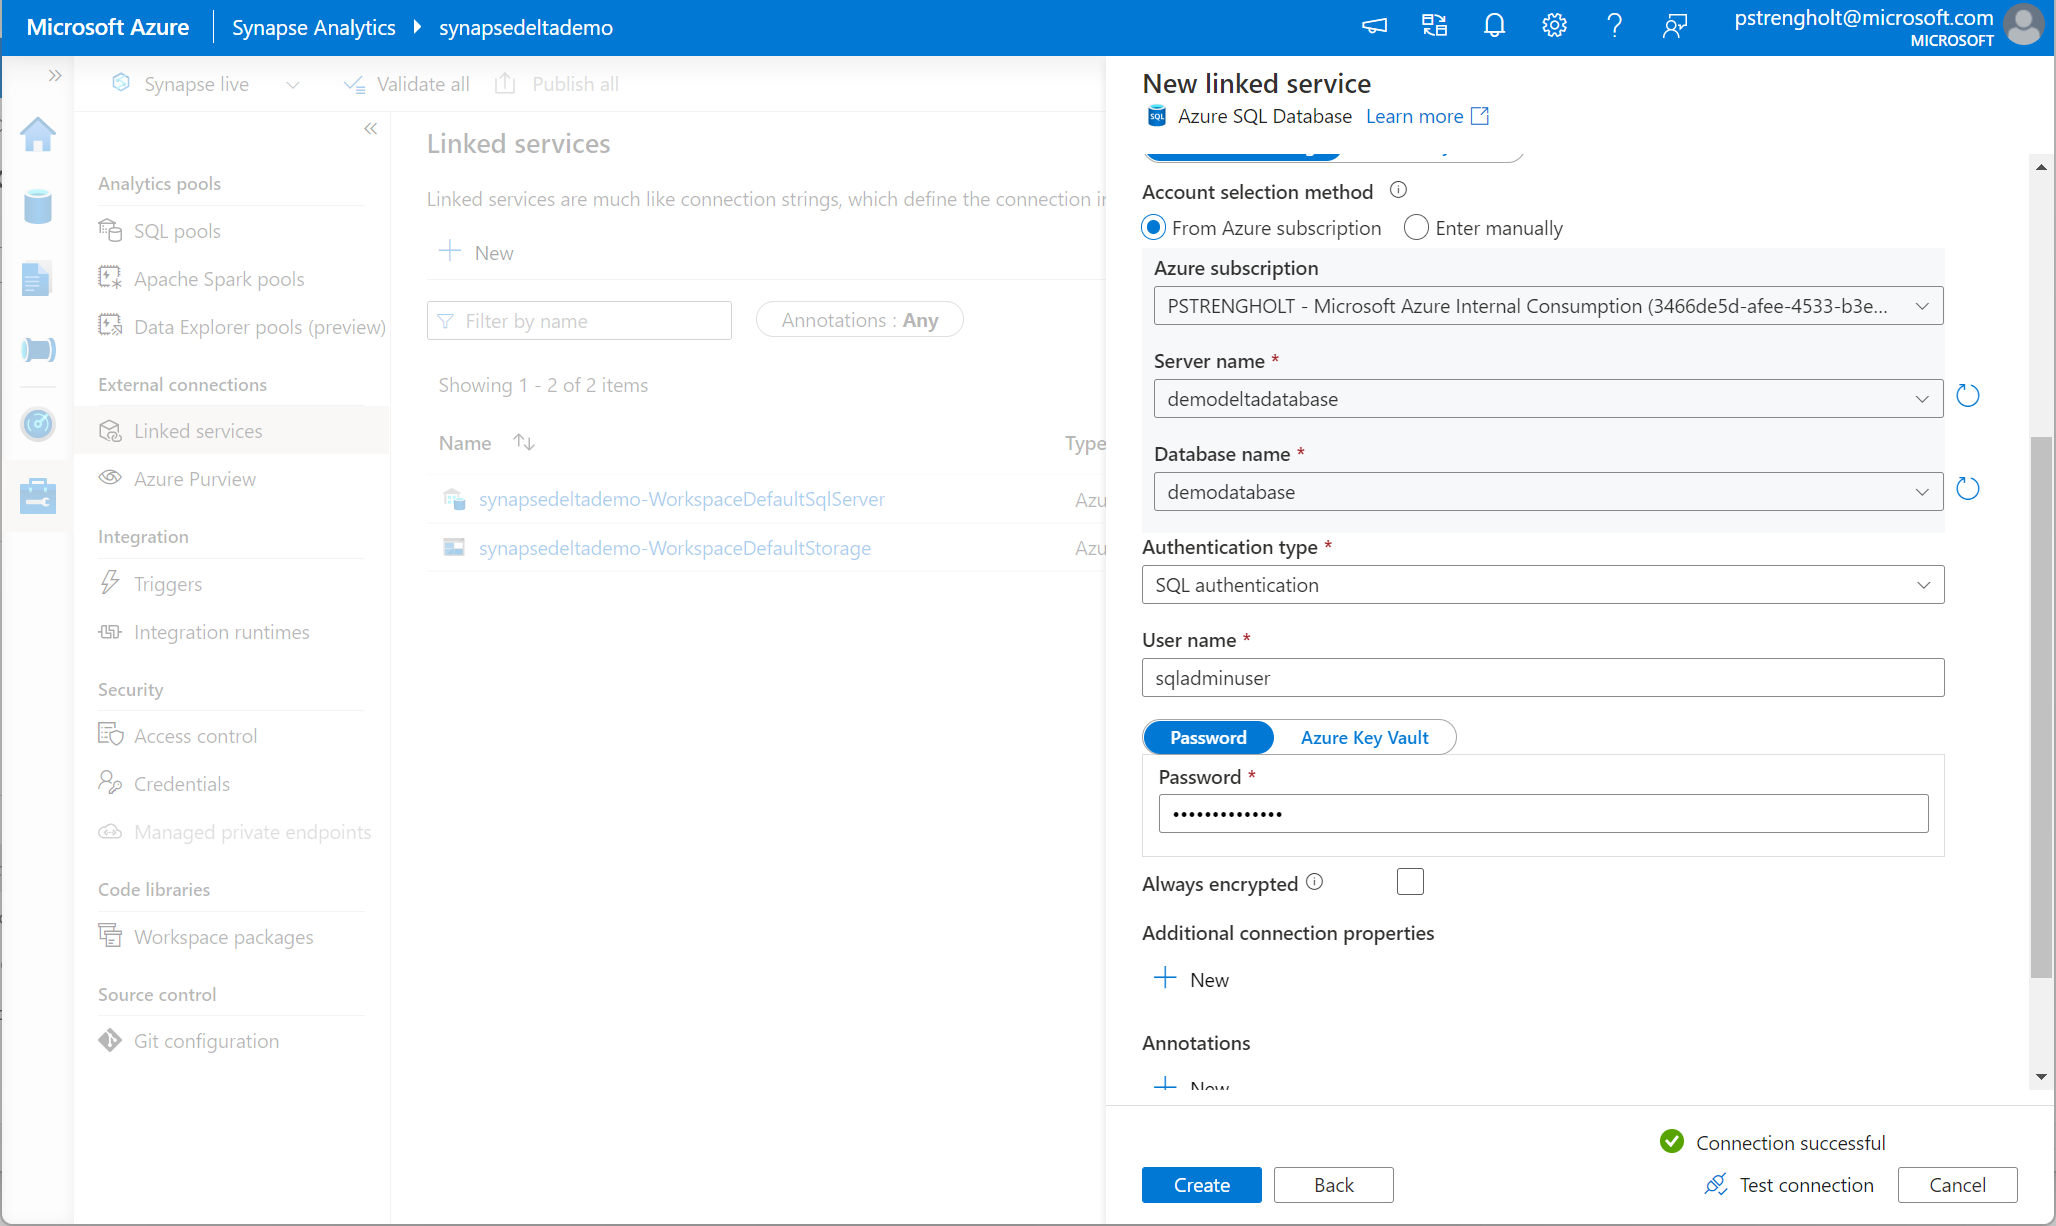 Microsoft Azure
Synapse Analytics
synapsedeltademo
pstrengholt@microsoft.com
MICROSOFT
Synapse live
Validate all
Publish all
Analytics pools
SQL pools
Apache Spark pools
Data Explorer pools (preview)
External connections
Linked services
Azure Purview
Integration
Triggers
Integration runtimes
Security
Access control
Credentials
Managed private endpoints
Code libraries
Workspace packages
Source control
Git configuration
Linked services
Linked services are much like connection strings, which define the connection
New
Filter by name
Annotations : Any
Showing 1 - 2 of 2 items
Name
Type
synapsedeltademo-WorkspaceDefaultSqlServer
Azu
synapsedeltademo-WorkspaceDefaultStorage
Azu
New linked service
SQL
Azure SQL Database
Learn more
Account selection method
From Azure subscription
Enter manually
Azure subscription
PSTRENGHOLT - Microsoft Azure Internal Consumption (3466de5d-afee-4533-b3e...
Server name *
demodeltadatabase
Database name *
demodatabase
Authentication type *
SQL authentication
User name *
sqladminuser
Password
Azure Key Vault
Password *
••••••••••••••
Always encrypted
Additional connection properties
New
Annotations
New
Connection successful
Create
Back
Test connection
Cancel